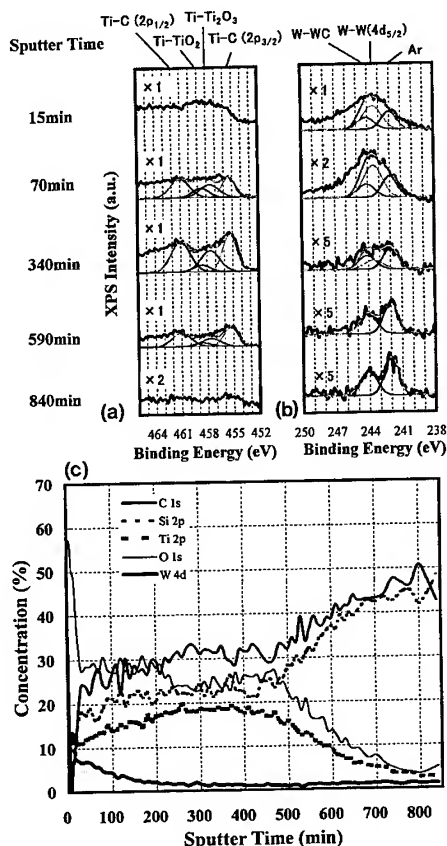 Ti-C (2p1/2)
Ti-Ti2O3
Ti-TiO2
Ti-C (2p3/2)
W-WC
W-W(4d5/2)
Ar
Sputter Time
15min
70min
340min
590min
840min
XPS Intensity (a.u.)
×1
×1
×1
×1
×2
(a)
464 461 458 455 452
Binding Energy (eV)
×1
×2
×5
×5
×5
(b)
250 247 244 241 238
Binding Energy (eV)
(c)
Concentration (%)
70
60
50
40
30
20
10
0
C 1s
Si 2p
Ti 2p
O 1s
W 4d
0 100 200 300 400 500 600 700 800
Sputter Time (min)